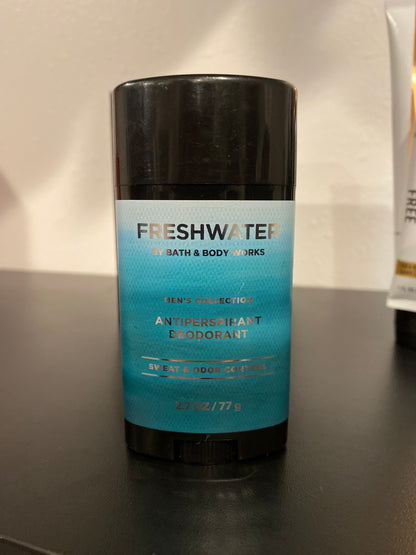 FRESHWATER
BY BATH & BODY WORKS
MEN'S COLLECTION
ANTIPERSPIRANT
DEODORANT
SWEAT & ODOR CONTROL
2.7 OZ / 77 g
FREE